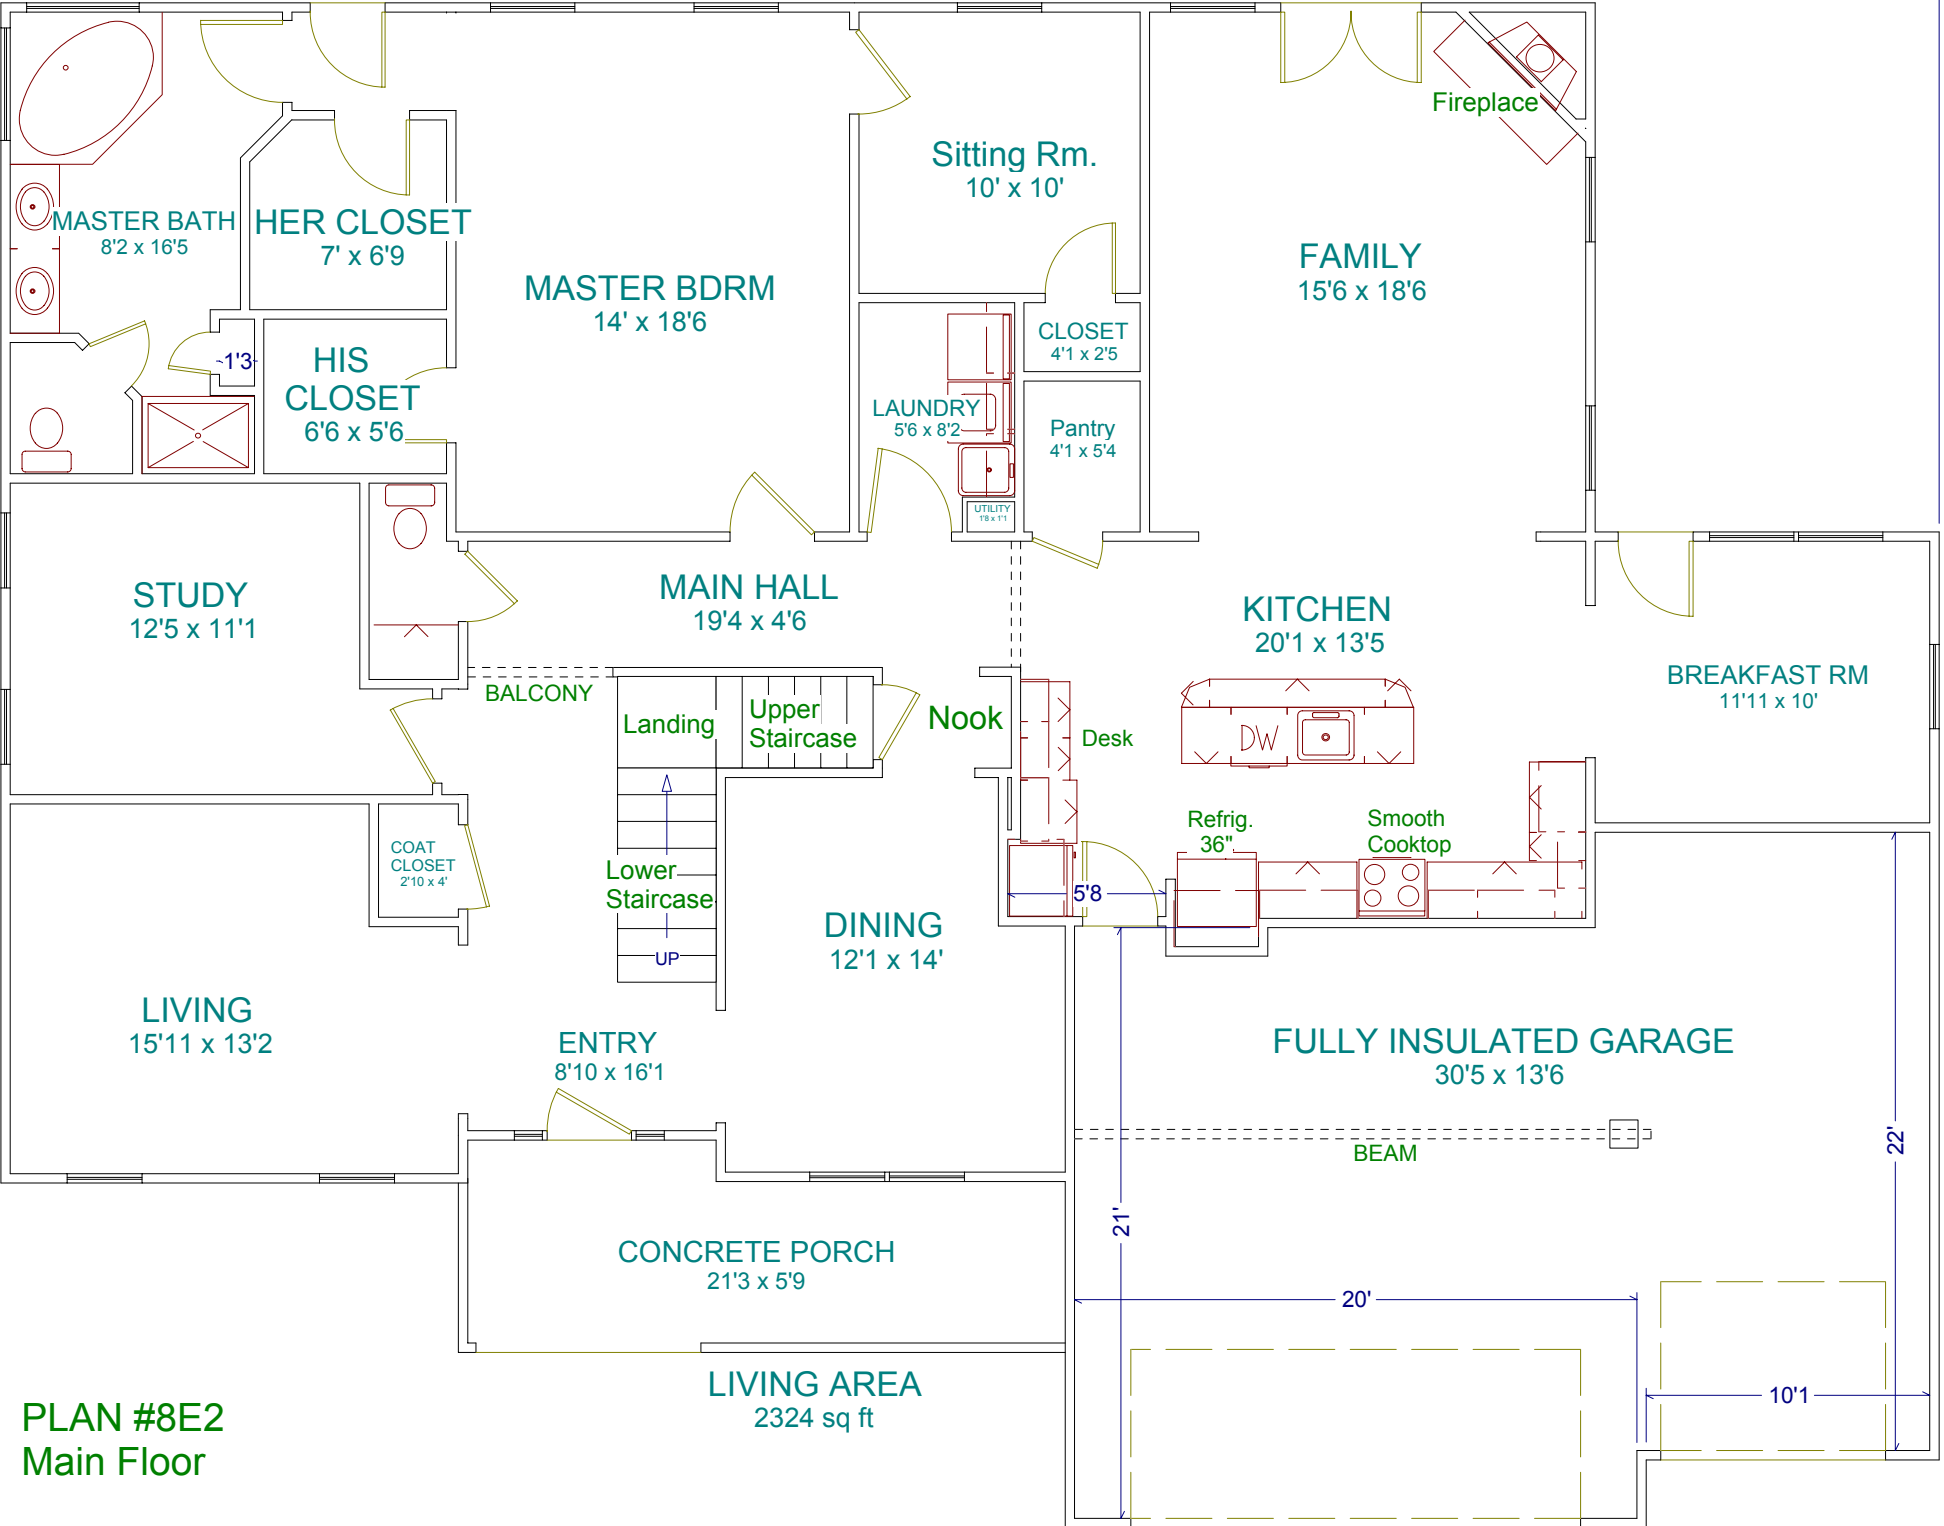 Fireplace
Sitting Rm.
10' x 10'
MASTER BATH
8'2 x 16'5
HER CLOSET
7' x 6'9
FAMILY
15'6 x 18'6
MASTER BDRM
14' x 18'6
1'3
HIS
CLOSET
6'6 x 5'6
CLOSET
4'1 x 2'5
LAUNDRY
5'6 x 8'2
Pantry
4'1 x 5'4
UTILITY
1'8 x 1'1
STUDY
12'5 x 11'1
MAIN HALL
19'4 x 4'6
KITCHEN
20'1 x 13'5
BREAKFAST RM
11'11 x 10'
BALCONY
Landing
Upper
Staircase
Nook
Desk
DW
Refrig.
36"
Smooth
Cooktop
COAT
CLOSET
2'10 x 4'
Lower
Staircase
5'8
DINING
12'1 x 14'
UP
LIVING
15'11 x 13'2
ENTRY
8'10 x 16'1
FULLY INSULATED GARAGE
30'5 x 13'6
BEAM
22'
21'
CONCRETE PORCH
21'3 x 5'9
20'
10'1
LIVING AREA
2324 sq ft
PLAN #8E2
Main Floor